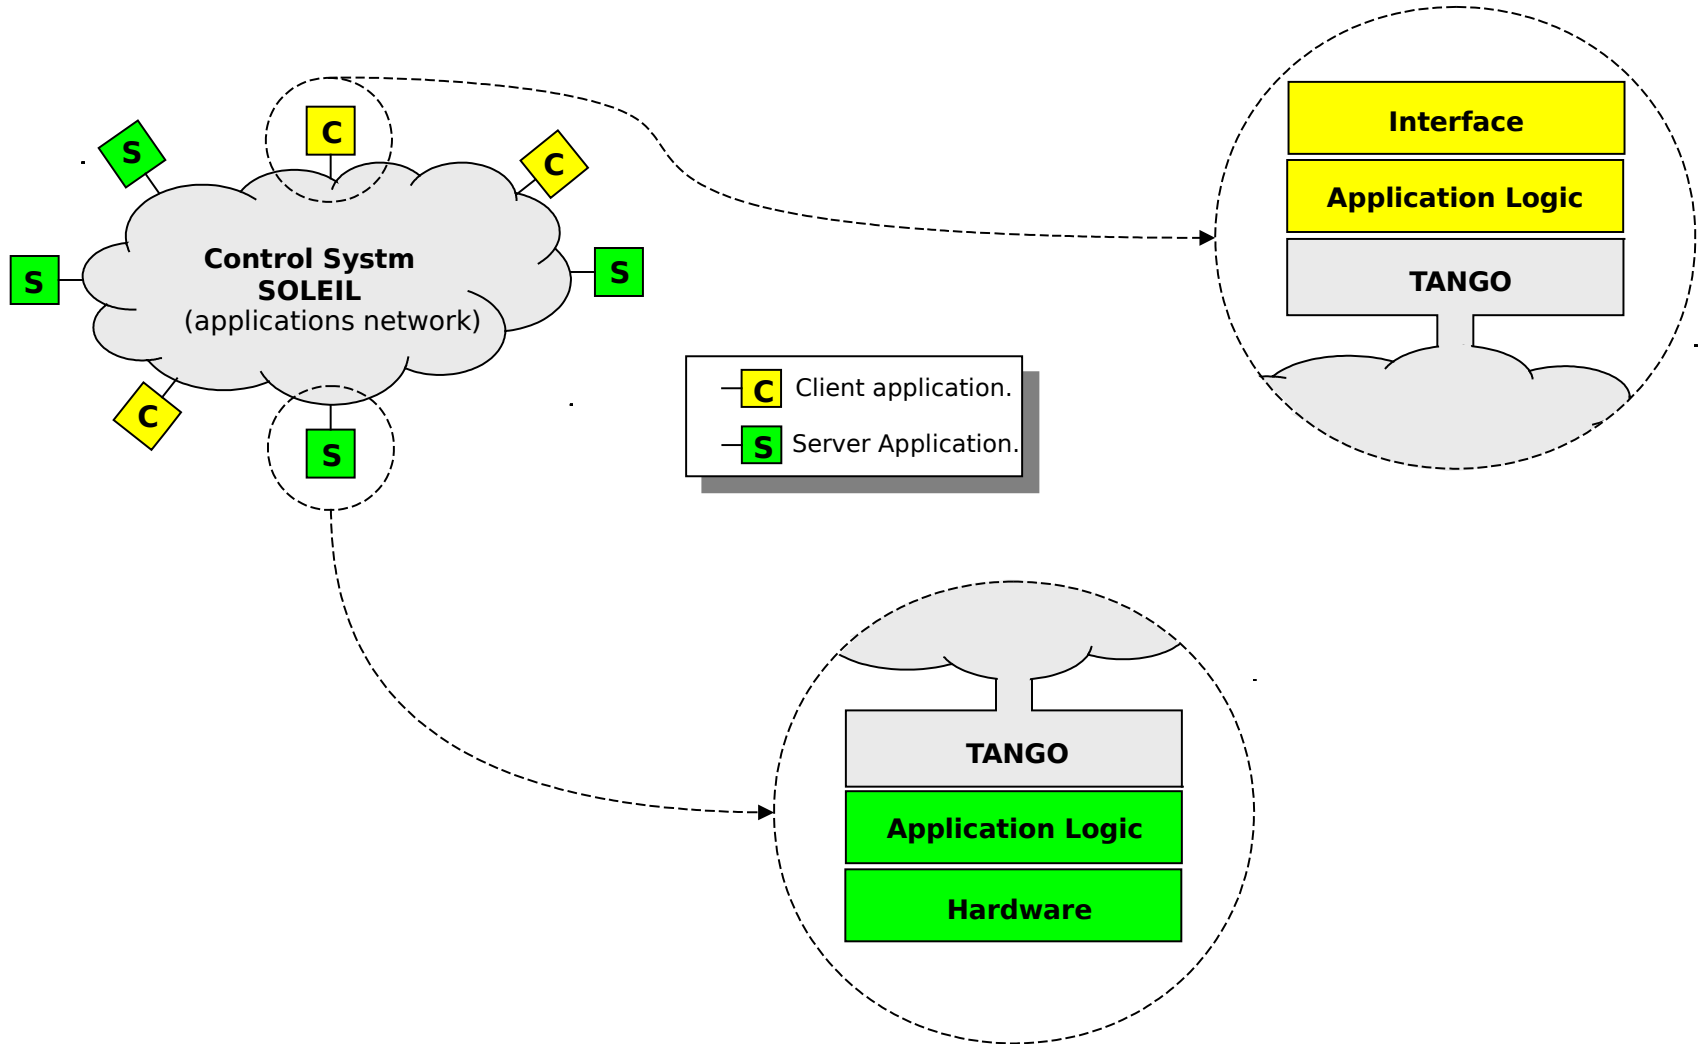 C
S
C
Control Systm
SOLEIL
(applications network)
S
S
C
S
C Client application.
S Server Application.
Interface
Application Logic
TANGO
TANGO
Application Logic
Hardware